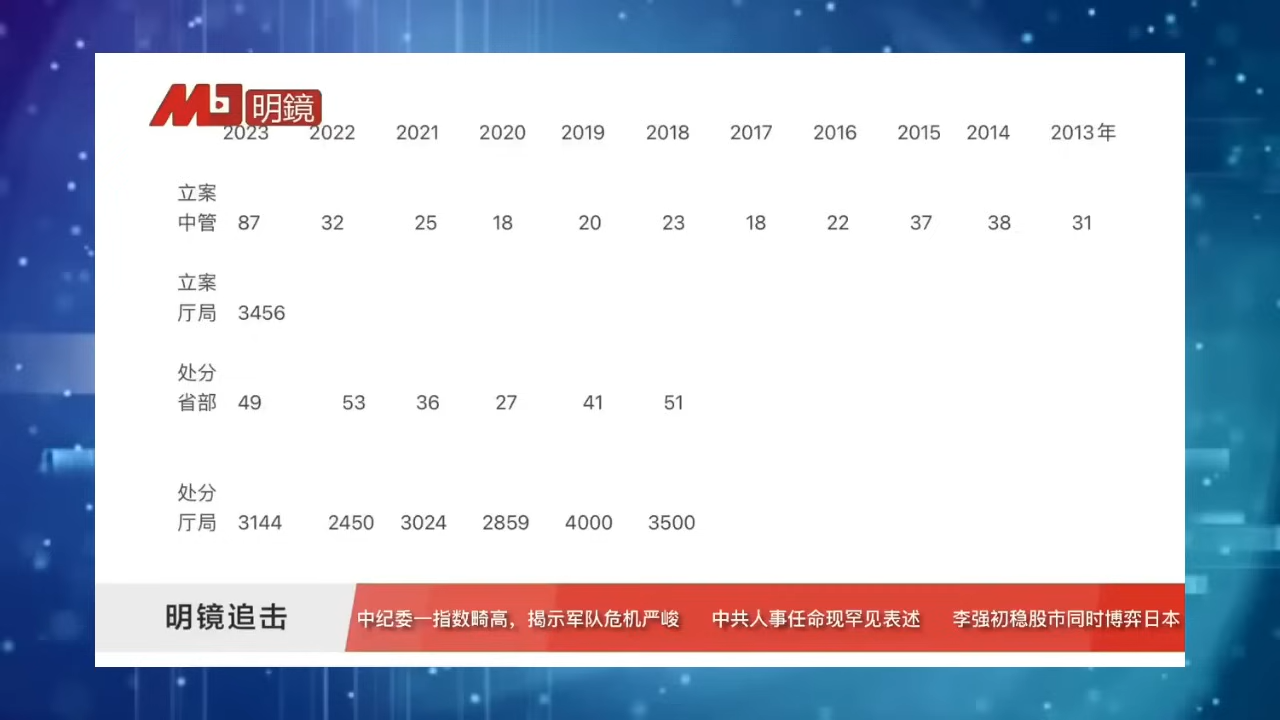 明鏡
2023 2022 2021 2020 2019 2018 2017 2016 2015 2014 2013年
立案
中管 87 32 25 18 20 23 18 22 37 38 31
立案
厅局 3456
处分
省部 49 53 36 27 41 51
处分
厅局 3144 2450 3024 2859 4000 3500
明镜追击 中纪委一指数畸高，揭示军队危机严峻 中共人事任命现罕见表述 李强初稳股市同时博弈日本